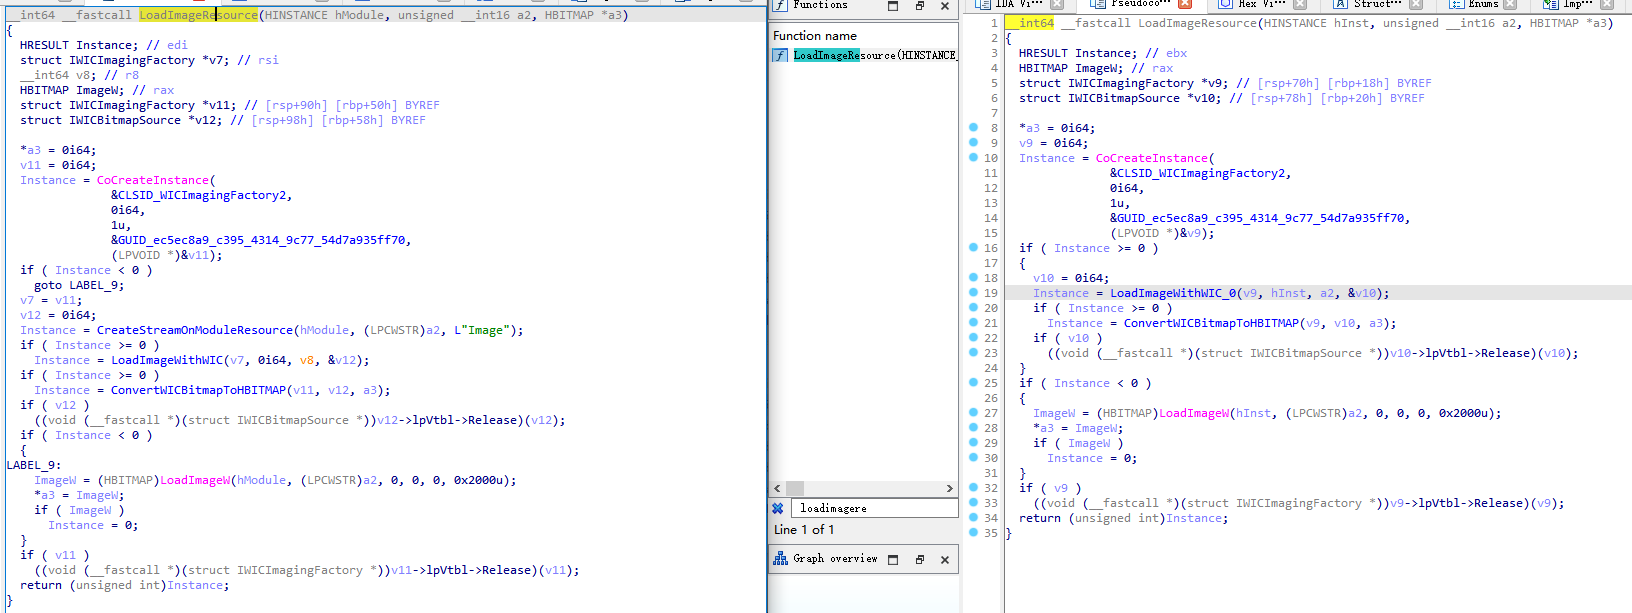 __int64 __fastcall LoadImageResource(HINSTANCE hModule, unsigned __int16 a2, HBITMAP *a3)
{
HRESULT Instance; // edi
struct IWICImagingFactory *v7; // rsi
__int64 v8; // r8
HBITMAP ImageW; // rax
struct IWICImagingFactory *v11; // [rsp+90h] [rbp+50h] BYREF
struct IWICBitmapSource *v12; // [rsp+98h] [rbp+58h] BYREF
*a3 = 0i64;
v11 = 0i64;
Instance = CoCreateInstance(
&CLSID_WICImagingFactory2,
0i64,
1u,
&GUID_ec5ec8a9_c395_4314_9c77_54d7a935ff70,
(LPVOID *)&v11);
if ( Instance < 0 )
goto LABEL_9;
v7 = v11;
v12 = 0i64;
Instance = CreateStreamOnModuleResource(hModule, (LPCWSTR)a2, L"Image");
if ( Instance >= 0 )
Instance = LoadImageWithWIC(v7, 0i64, v8, &v12);
if ( Instance >= 0 )
Instance = ConvertWICBitmapToHBITMAP(v11, v12, a3);
if ( v12 )
((void (__fastcall *)(struct IWICBitmapSource *))v12->lpVtbl->Release)(v12);
if ( Instance < 0 )
{
LABEL_9:
ImageW = (HBITMAP)LoadImageW(hModule, (LPCWSTR)a2, 0, 0, 0, 0x2000u);
*a3 = ImageW;
if ( ImageW )
Instance = 0;
}
if ( v11 )
((void (__fastcall *)(struct IWICImagingFactory *))v11->lpVtbl->Release)(v11);
return (unsigned int)Instance;
}
Functions
Function name
LoadImageResource(HINSTANCE
loadimagere
Line 1 of 1
Graph overview
IDA Vi··· Pseudoco··· Hex Vi··· Struct··· Enums Imp···
1 __int64 __fastcall LoadImageResource(HINSTANCE hInst, unsigned __int16 a2, HBITMAP *a3)
2 {
3 HRESULT Instance; // ebx
4 HBITMAP ImageW; // rax
5 struct IWICImagingFactory *v9; // [rsp+70h] [rbp+18h] BYREF
6 struct IWICBitmapSource *v10; // [rsp+78h] [rbp+20h] BYREF
7
8 *a3 = 0i64;
9 v9 = 0i64;
10 Instance = CoCreateInstance(
11 &CLSID_WICImagingFactory2,
12 0i64,
13 1u,
14 &GUID_ec5ec8a9_c395_4314_9c77_54d7a935ff70,
15 (LPVOID *)&v9);
16 if ( Instance >= 0 )
17 {
18 v10 = 0i64;
19 Instance = LoadImageWithWIC_0(v9, hInst, a2, &v10);
20 if ( Instance >= 0 )
21 Instance = ConvertWICBitmapToHBITMAP(v9, v10, a3);
22 if ( v10 )
23 ((void (__fastcall *)(struct IWICBitmapSource *))v10->lpVtbl->Release)(v10);
24 }
25 if ( Instance < 0 )
26 {
27 ImageW = (HBITMAP)LoadImageW(hInst, (LPCWSTR)a2, 0, 0, 0, 0x2000u);
28 *a3 = ImageW;
29 if ( ImageW )
30 Instance = 0;
31 }
32 if ( v9 )
33 ((void (__fastcall *)(struct IWICImagingFactory *))v9->lpVtbl->Release)(v9);
34 return (unsigned int)Instance;
35 }